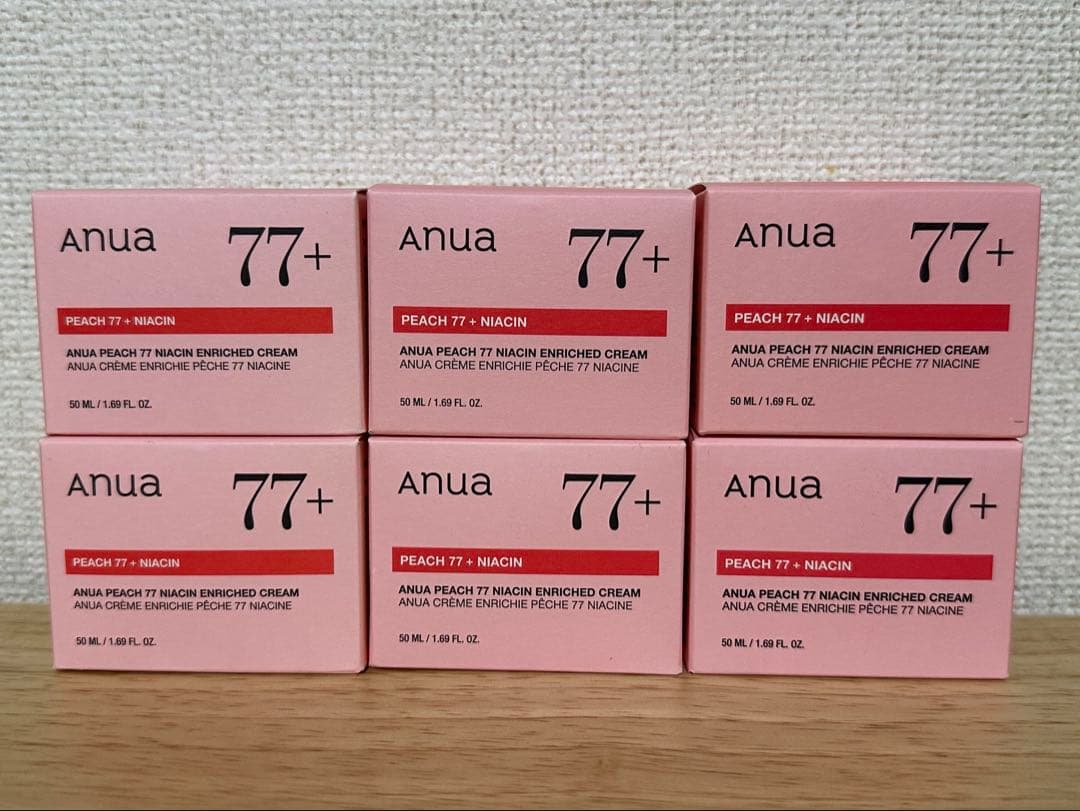 Anua 77+
PEACH 77 + NIACIN
ANUA PEACH 77 NIACIN ENRICHED CREAM
ANUA CRÈME ENRICHIE PÊCHE 77 NIACINE
50 ML / 1.69 FL. OZ.
Anua 77+
PEACH 77 + NIACIN
ANUA PEACH 77 NIACIN ENRICHED CREAM
ANUA CRÈME ENRICHIE PÊCHE 77 NIACINE
50 ML / 1.69 FL. OZ.
Anua 77+
PEACH 77 + NIACIN
ANUA PEACH 77 NIACIN ENRICHED CREAM
ANUA CRÈME ENRICHIE PÊCHE 77 NIACINE
50 ML / 1.69 FL. OZ.
Anua 77+
PEACH 77 + NIACIN
ANUA PEACH 77 NIACIN ENRICHED CREAM
ANUA CRÈME ENRICHIE PÊCHE 77 NIACINE
50 ML / 1.69 FL. OZ.
Anua 77+
PEACH 77 + NIACIN
ANUA PEACH 77 NIACIN ENRICHED CREAM
ANUA CRÈME ENRICHIE PÊCHE 77 NIACINE
50 ML / 1.69 FL. OZ.
Anua 77+
PEACH 77 + NIACIN
ANUA PEACH 77 NIACIN ENRICHED CREAM
ANUA CRÈME ENRICHIE PÊCHE 77 NIACINE
50 ML / 1.69 FL. OZ.